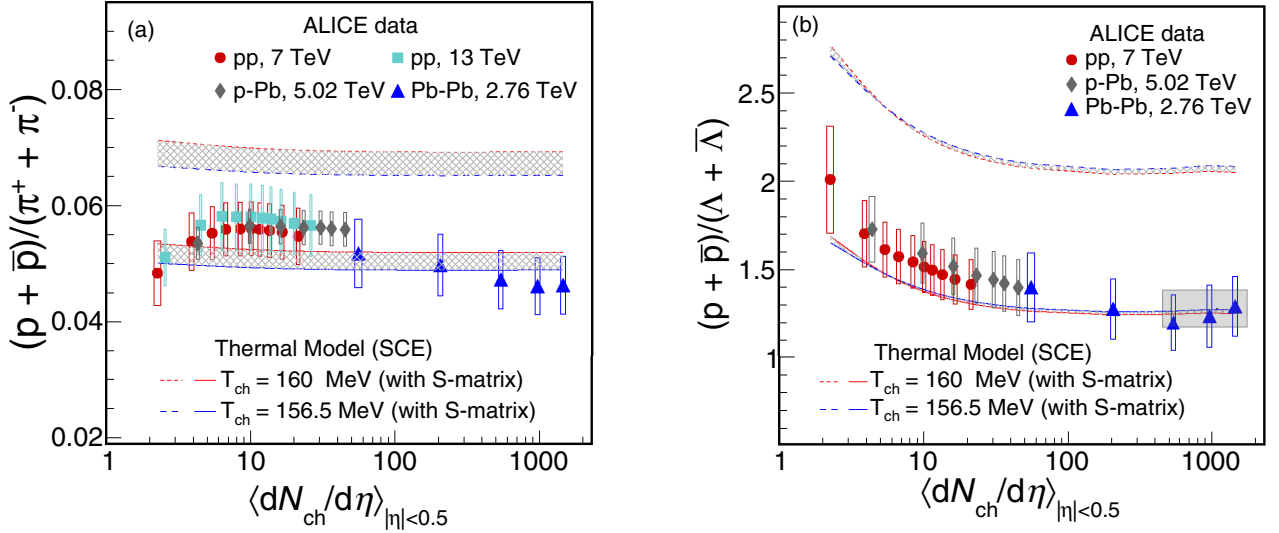 (a)
ALICE data
pp, 7 TeV
pp, 13 TeV
p-Pb, 5.02 TeV
Pb-Pb, 2.76 TeV
0.08
0.06
0.04
0.02
(p + p̅)/(π⁺ + π⁻)
Thermal Model (SCE)
T_ch = 160 MeV (with S-matrix)
T_ch = 156.5 MeV (with S-matrix)
1 10 100 1000
⟨dN_ch/dη⟩_|η|<0.5
(b)
ALICE data
pp, 7 TeV
p-Pb, 5.02 TeV
Pb-Pb, 2.76 TeV
2.5
2
1.5
1
(p + p̅)/(Λ + Λ̅)
Thermal Model (SCE)
T_ch = 160 MeV (with S-matrix)
T_ch = 156.5 MeV (with S-matrix)
1 10 100 1000
⟨dN_ch/dη⟩_|η|<0.5